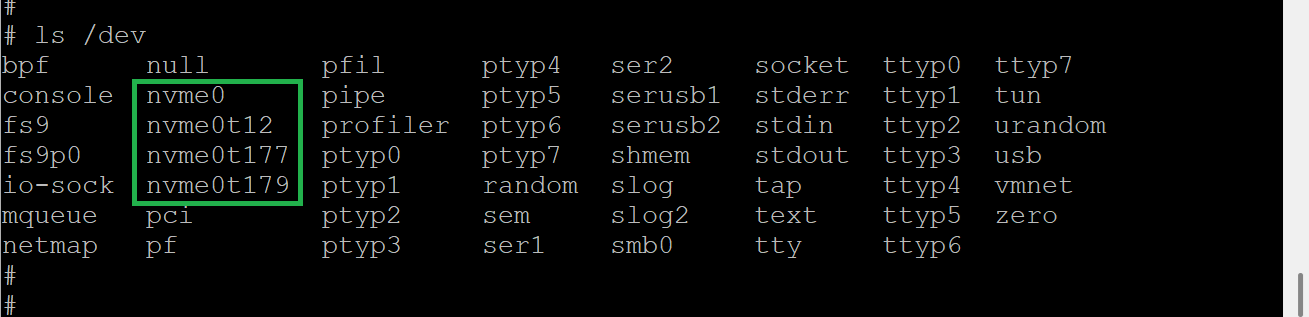 #
# ls /dev
bpf null pfil ptyp4 ser2 socket ttyp0 ttyp7
console nvme0 pipe ptyp5 serusb1 stderr ttyp1 tun
fs9 nvme0t12 profiler ptyp6 serusb2 stdin ttyp2 urandom
fs9p0 nvme0t177 ptyp0 ptyp7 shmem stdout ttyp3 usb
io-sock nvme0t179 ptyp1 random slog tap ttyp4 vmnet
mqueue pci ptyp2 sem slog2 text ttyp5 zero
netmap pf ptyp3 ser1 smb0 tty ttyp6
#
#